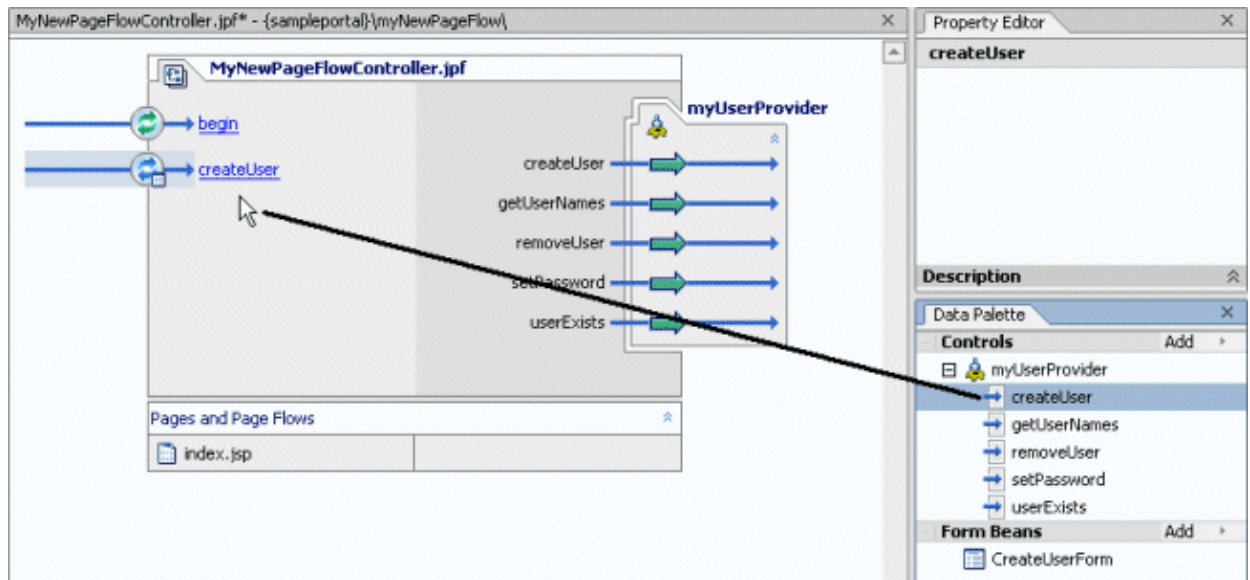 MyNewPageFlowController.jpf* - {sampleportal}\myNewPageFlow\
MyNewPageFlowController.jpf
begin
createUser
myUserProvider
createUser
getUserNames
removeUser
setPassword
userExists
Pages and Page Flows
index.jsp
Property Editor
createUser
Description
Data Palette
Controls Add
myUserProvider
createUser
getUserNames
removeUser
setPassword
userExists
Form Beans Add
CreateUserForm